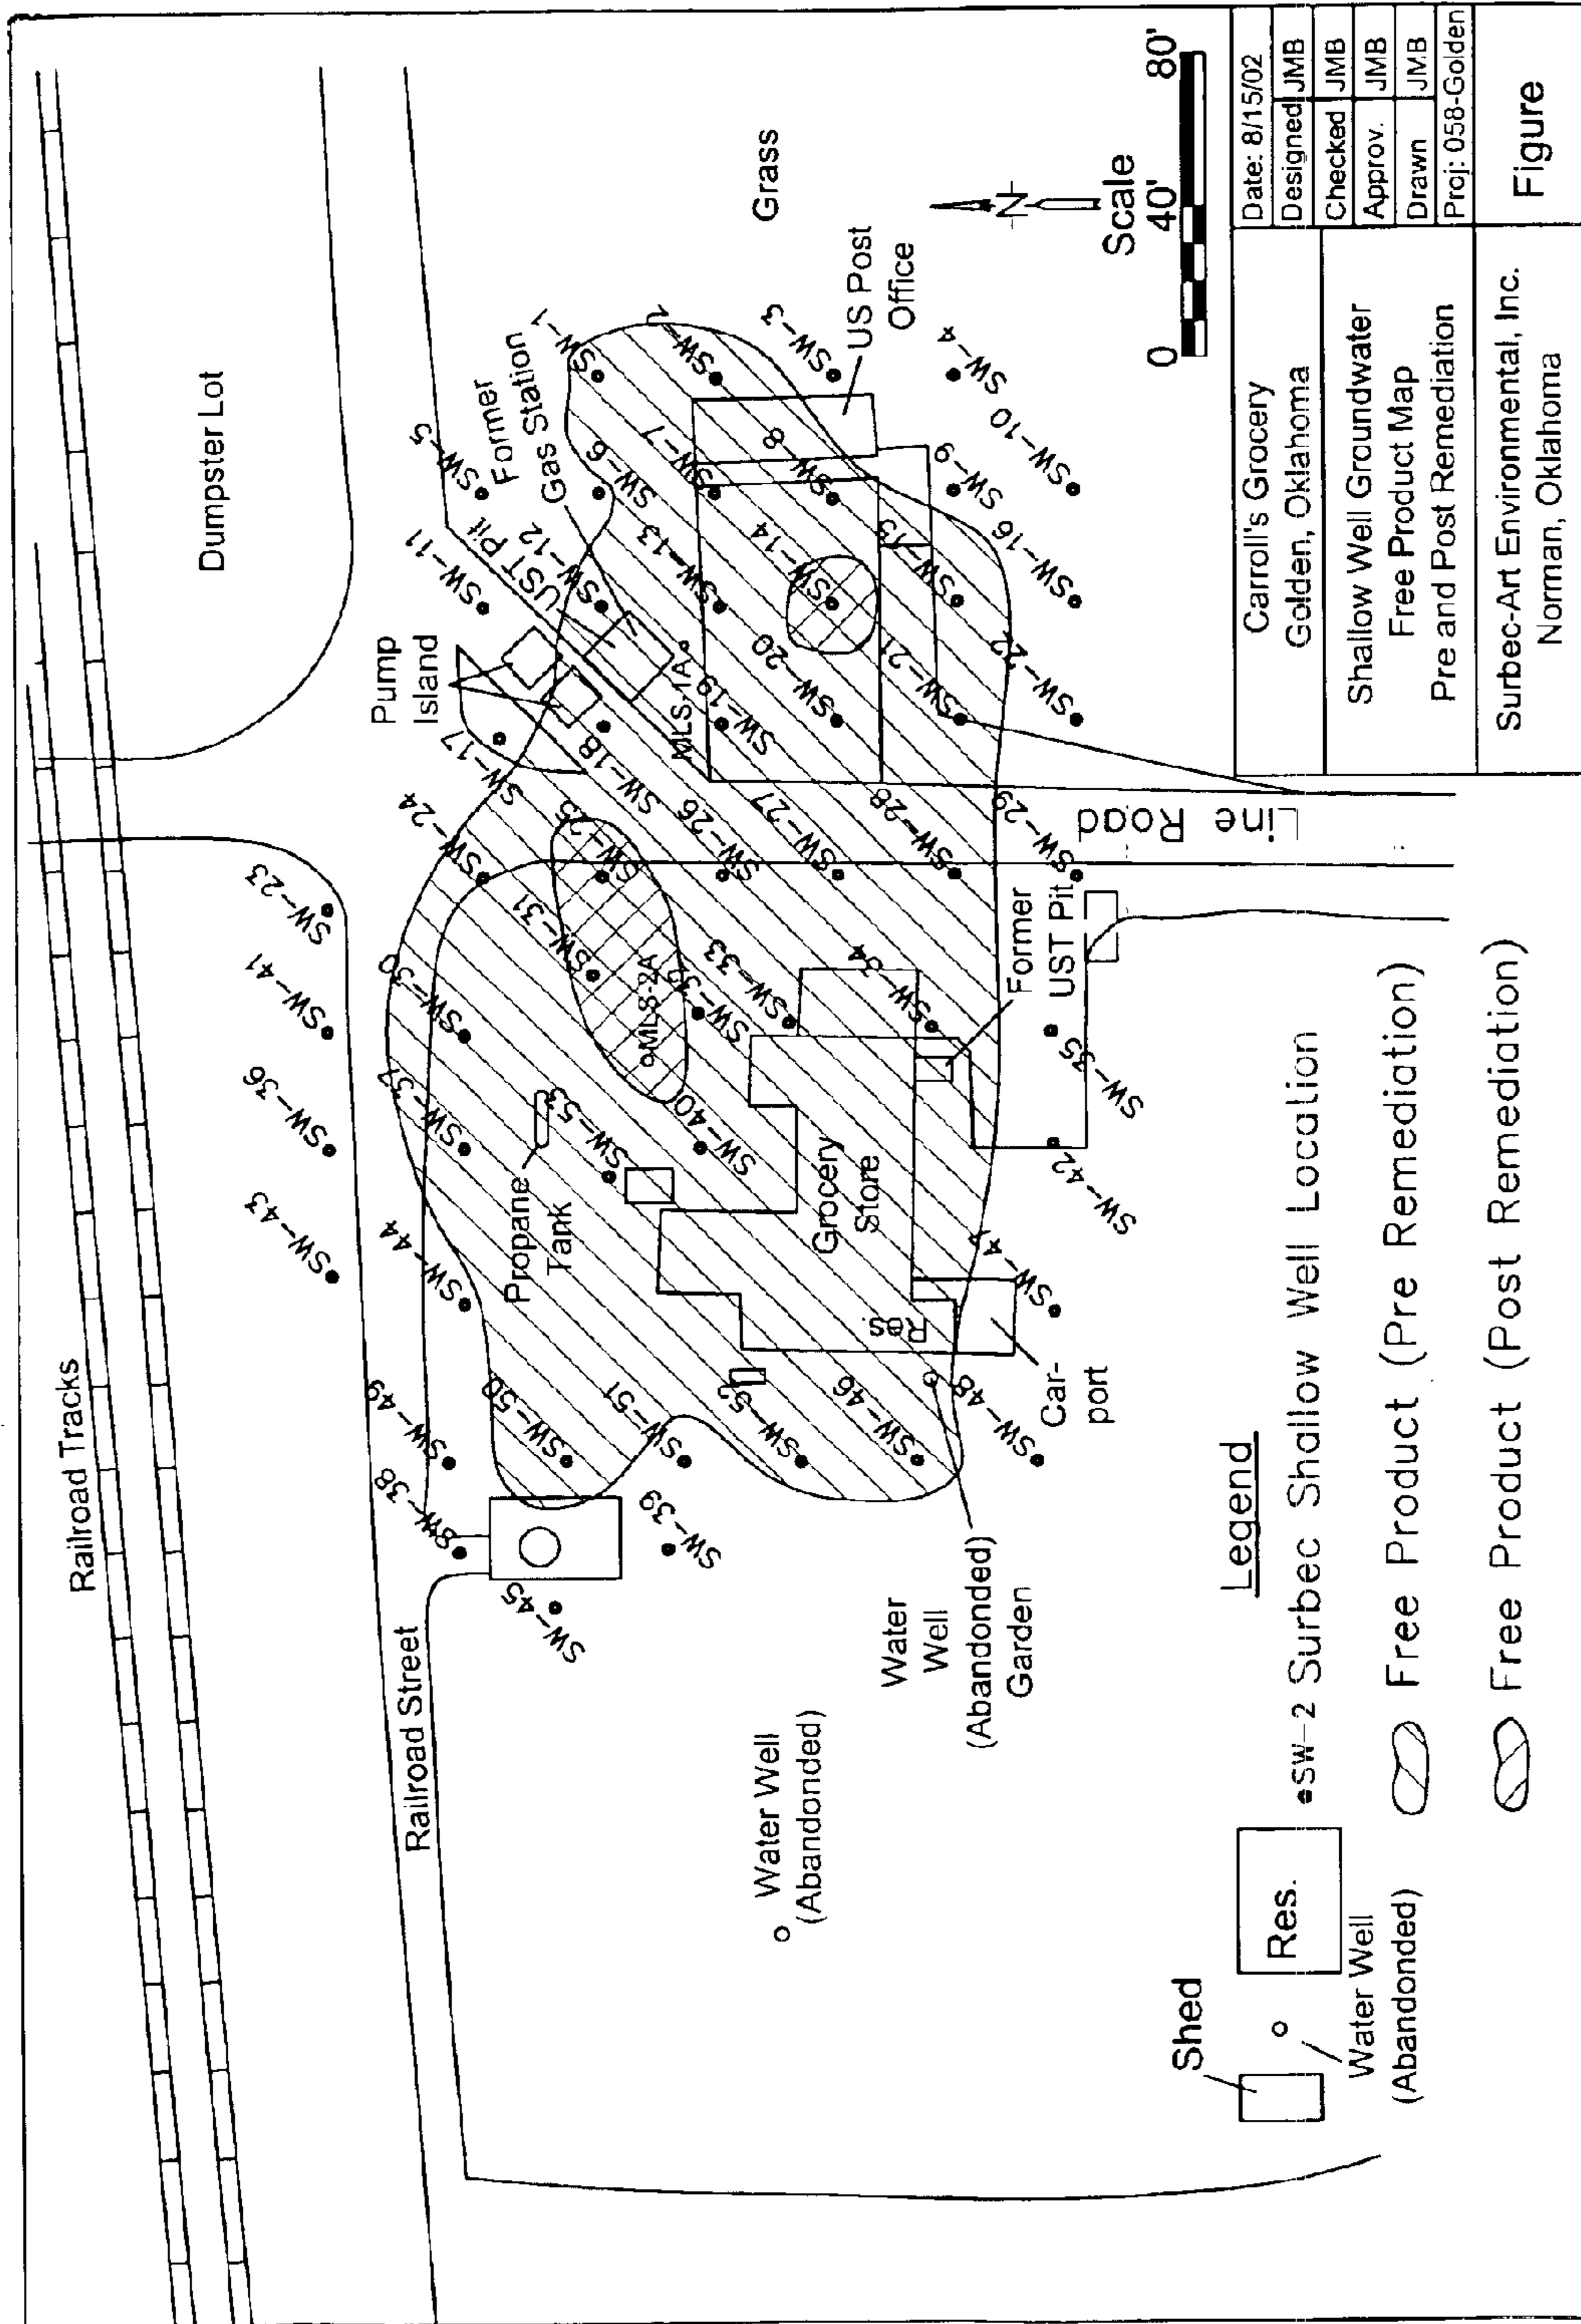 Railroad Tracks
Dumpster Lot
Railroad Street
SW-43
SW-36
SW-41
SW-23
Pump
Island
SW-11
SW-5
Former
Gas Station
UST Pit
SW-12
SW-1
SW-2
SW-3
SW-4
SW-6
SW-7
SW-8
SW-9
SW-10
SW-13
SW-14
SW-15
SW-16
SW-17
SW-18
SW-19
SW-20
SW-21
SW-22
MLS-1A
US Post
Office
Grass
SW-24
SW-25
SW-26
SW-27
SW-28
SW-29
Line Road
SW-30
SW-31
MLS-2A
SW-32
SW-33
SW-34
SW-35
Former
UST Pit
SW-37
Propane
Tank
SW-53
SW-40
Grocery
Store
SW-42
SW-44
SW-47
Res.
Car-
port
SW-49
SW-50
SW-51
SW-52
SW-46
SW-48
SW-38
SW-39
SW-45
Water
Well
(Abandonded)
Garden
Water Well
(Abandonded)
Shed
Res.
Water Well
(Abandonded)
Legend
SW-2 Surbec Shallow Well Location
Free Product (Pre Remediation)
Free Product (Post Remediation)
N
Scale
0 40' 80'
Carroll's Grocery
Golden, Oklahoma
Shallow Well Groundwater
Free Product Map
Pre and Post Remediation
Surbec-Art Environmental, Inc.
Norman, Oklahoma
Date: 8/15/02
Designed JMB
Checked JMB
Approv. JMB
Drawn JMB
Proj: 058-Golden
Figure